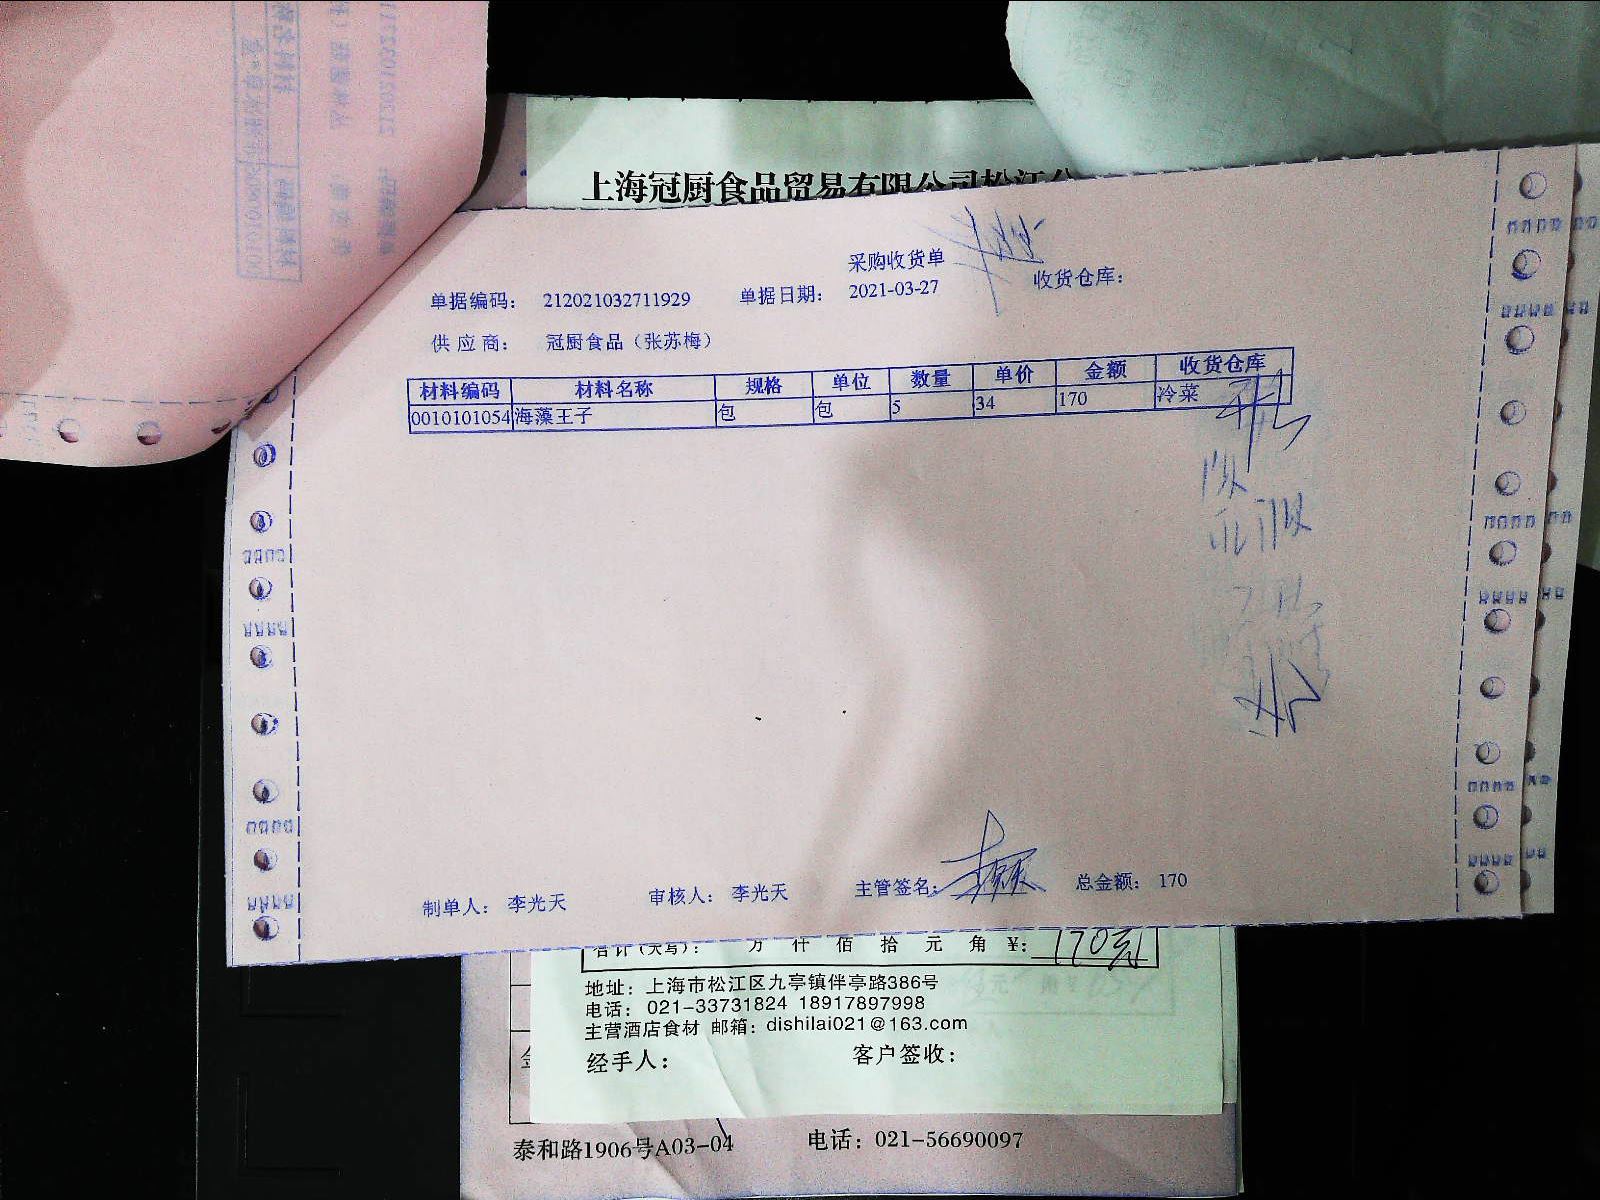 上海冠厨食品贸易有限公司松江分
采购收货单
单据编码： 212021032711929 单据日期： 2021-03-27 收货仓库：
供应商： 冠厨食品（张苏梅）
材料编码 材料名称 规格 单位 数量 单价 金额 收货仓库
0010101054 海藻王子 包 包 5 34 170 冷菜
制单人： 李光天 审核人： 李光天 主管签名： 总金额： 170
合计（大写）： 万 仟 佰 拾 元 角 ¥： 170元
地址：上海市松江区九亭镇伴亭路386号
电话：021-33731824 18917897998
主营酒店食材 邮箱：dishilai021@163.com
经手人： 客户签收：
泰和路1906号A03-04 电话：021-56690097